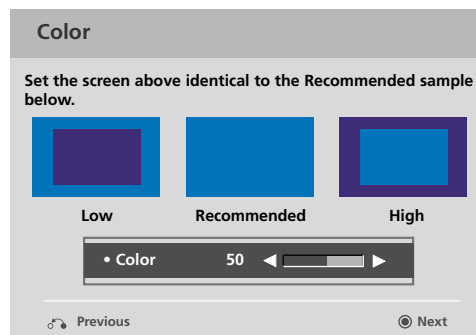 Color
Set the screen above identical to the Recommended sample
below.
Low Recommended High
• Color 50
Previous Next